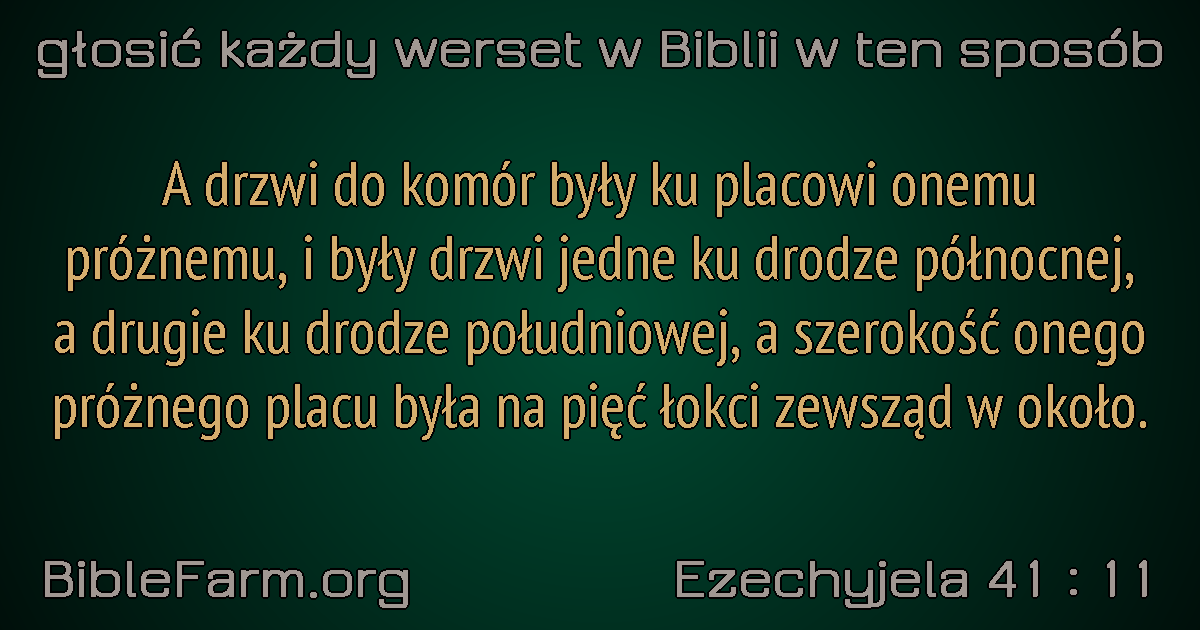 głosić każdy werset w Biblii w ten sposób
A drzwi do komór były ku placowi onemu
próżnemu, i były drzwi jedne ku drodze północnej,
a drugie ku drodze południowej, a szerokość onego
próżnego placu była na pięć łokci zewsząd w około.
BibleFarm.org
Ezechyjela 41 : 11